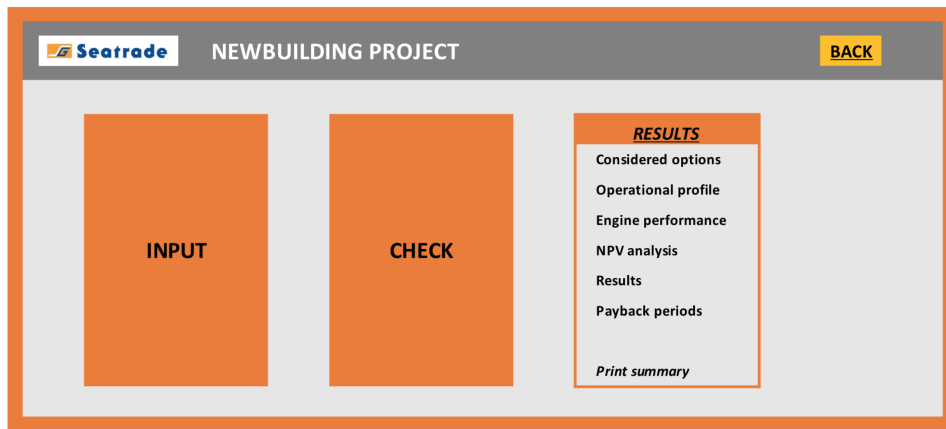 Seatrade
NEWBUILDING PROJECT
BACK
INPUT
CHECK
RESULTS
Considered options
Operational profile
Engine performance
NPV analysis
Results
Payback periods
Print summary